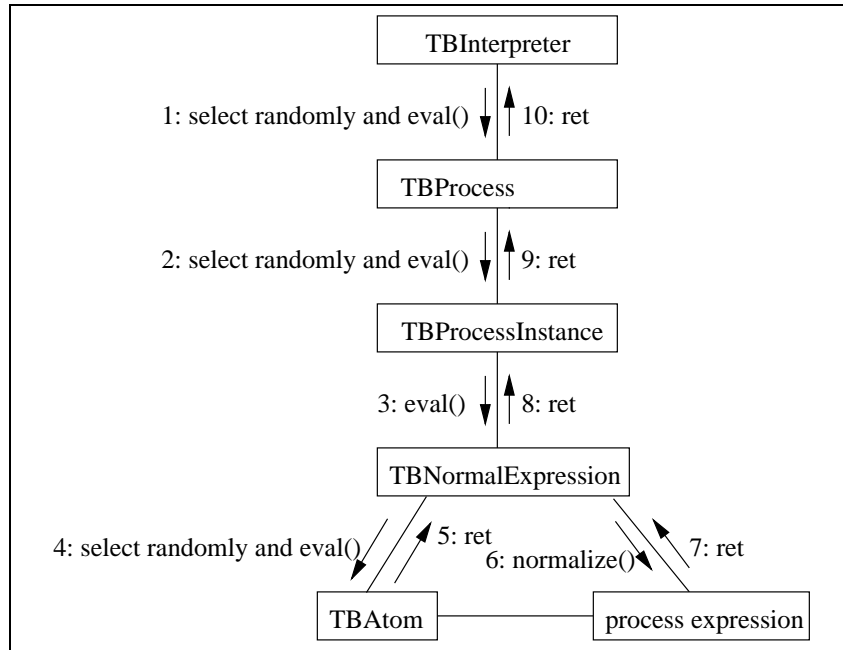 TBInterpreter
1: select randomly and eval()
10: ret
TBProcess
2: select randomly and eval()
9: ret
TBProcessInstance
3: eval()
8: ret
TBNormalExpression
4: select randomly and eval()
5: ret
6: normalize()
7: ret
TBAtom
process expression